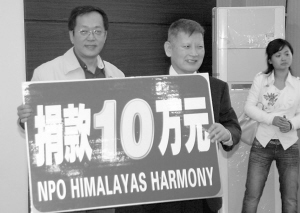 捐款10万元
NPO HIMALAYAS HARMONY